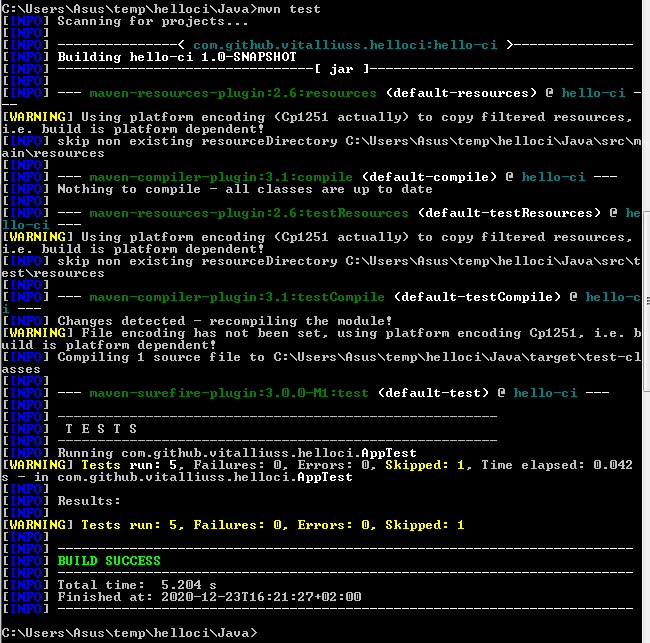 C:\Users\Asus\temp\helloci\Java>mvn test
[INFO] Scanning for projects...
[INFO]
[INFO] ---------------< com.github.vitalliuss.helloci:hello-ci >---------------
[INFO] Building hello-ci 1.0-SNAPSHOT
[INFO] --------------------------------[ jar ]---------------------------------
[INFO]
[INFO] --- maven-resources-plugin:2.6:resources (default-resources) @ hello-ci -
--
[WARNING] Using platform encoding (Cp1251 actually) to copy filtered resources,
i.e. build is platform dependent!
[INFO] skip non existing resourceDirectory C:\Users\Asus\temp\helloci\Java\src\m
ain\resources
[INFO]
[INFO] --- maven-compiler-plugin:3.1:compile (default-compile) @ hello-ci ---
[INFO] Nothing to compile - all classes are up to date
[INFO]
[INFO] --- maven-resources-plugin:2.6:testResources (default-testResources) @ he
llo-ci ---
[WARNING] Using platform encoding (Cp1251 actually) to copy filtered resources,
i.e. build is platform dependent!
[INFO] skip non existing resourceDirectory C:\Users\Asus\temp\helloci\Java\src\t
est\resources
[INFO]
[INFO] --- maven-compiler-plugin:3.1:testCompile (default-testCompile) @ hello-c
i ---
[INFO] Changes detected - recompiling the module!
[WARNING] File encoding has not been set, using platform encoding Cp1251, i.e. b
uild is platform dependent!
[INFO] Compiling 1 source file to C:\Users\Asus\temp\helloci\Java\target\test-cl
asses
[INFO]
[INFO] --- maven-surefire-plugin:3.0.0-M1:test (default-test) @ hello-ci ---
[INFO]
[INFO] -------------------------------------------------------
[INFO]  T E S T S
[INFO] -------------------------------------------------------
[INFO] Running com.github.vitalliuss.helloci.AppTest
[WARNING] Tests run: 5, Failures: 0, Errors: 0, Skipped: 1, Time elapsed: 0.042
s - in com.github.vitalliuss.helloci.AppTest
[INFO]
[INFO] Results:
[INFO]
[WARNING] Tests run: 5, Failures: 0, Errors: 0, Skipped: 1
[INFO]
[INFO] ------------------------------------------------------------------------
[INFO] BUILD SUCCESS
[INFO] ------------------------------------------------------------------------
[INFO] Total time:  5.204 s
[INFO] Finished at: 2020-12-23T16:21:27+02:00
[INFO] ------------------------------------------------------------------------
C:\Users\Asus\temp\helloci\Java>